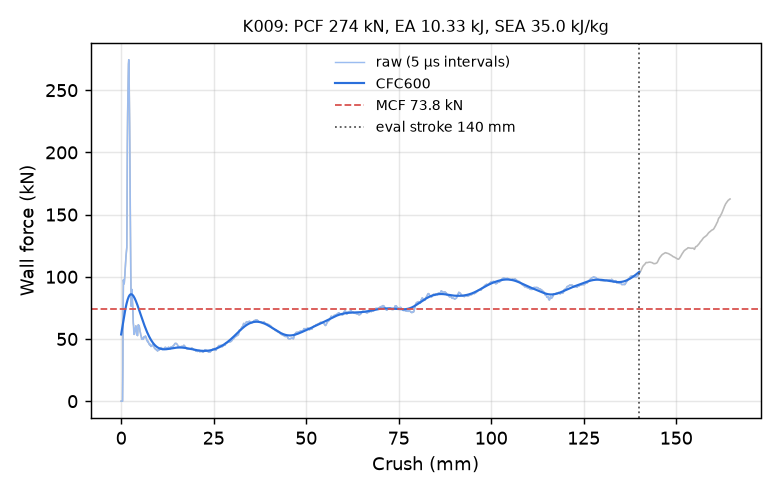 K009: PCF 274 kN, EA 10.33 kJ, SEA 35.0 kJ/kg
raw (5 µs intervals)
CFC600
MCF 73.8 kN
eval stroke 140 mm
Wall force (kN)
250
200
150
100
50
0
0 25 50 75 100 125 150
Crush (mm)